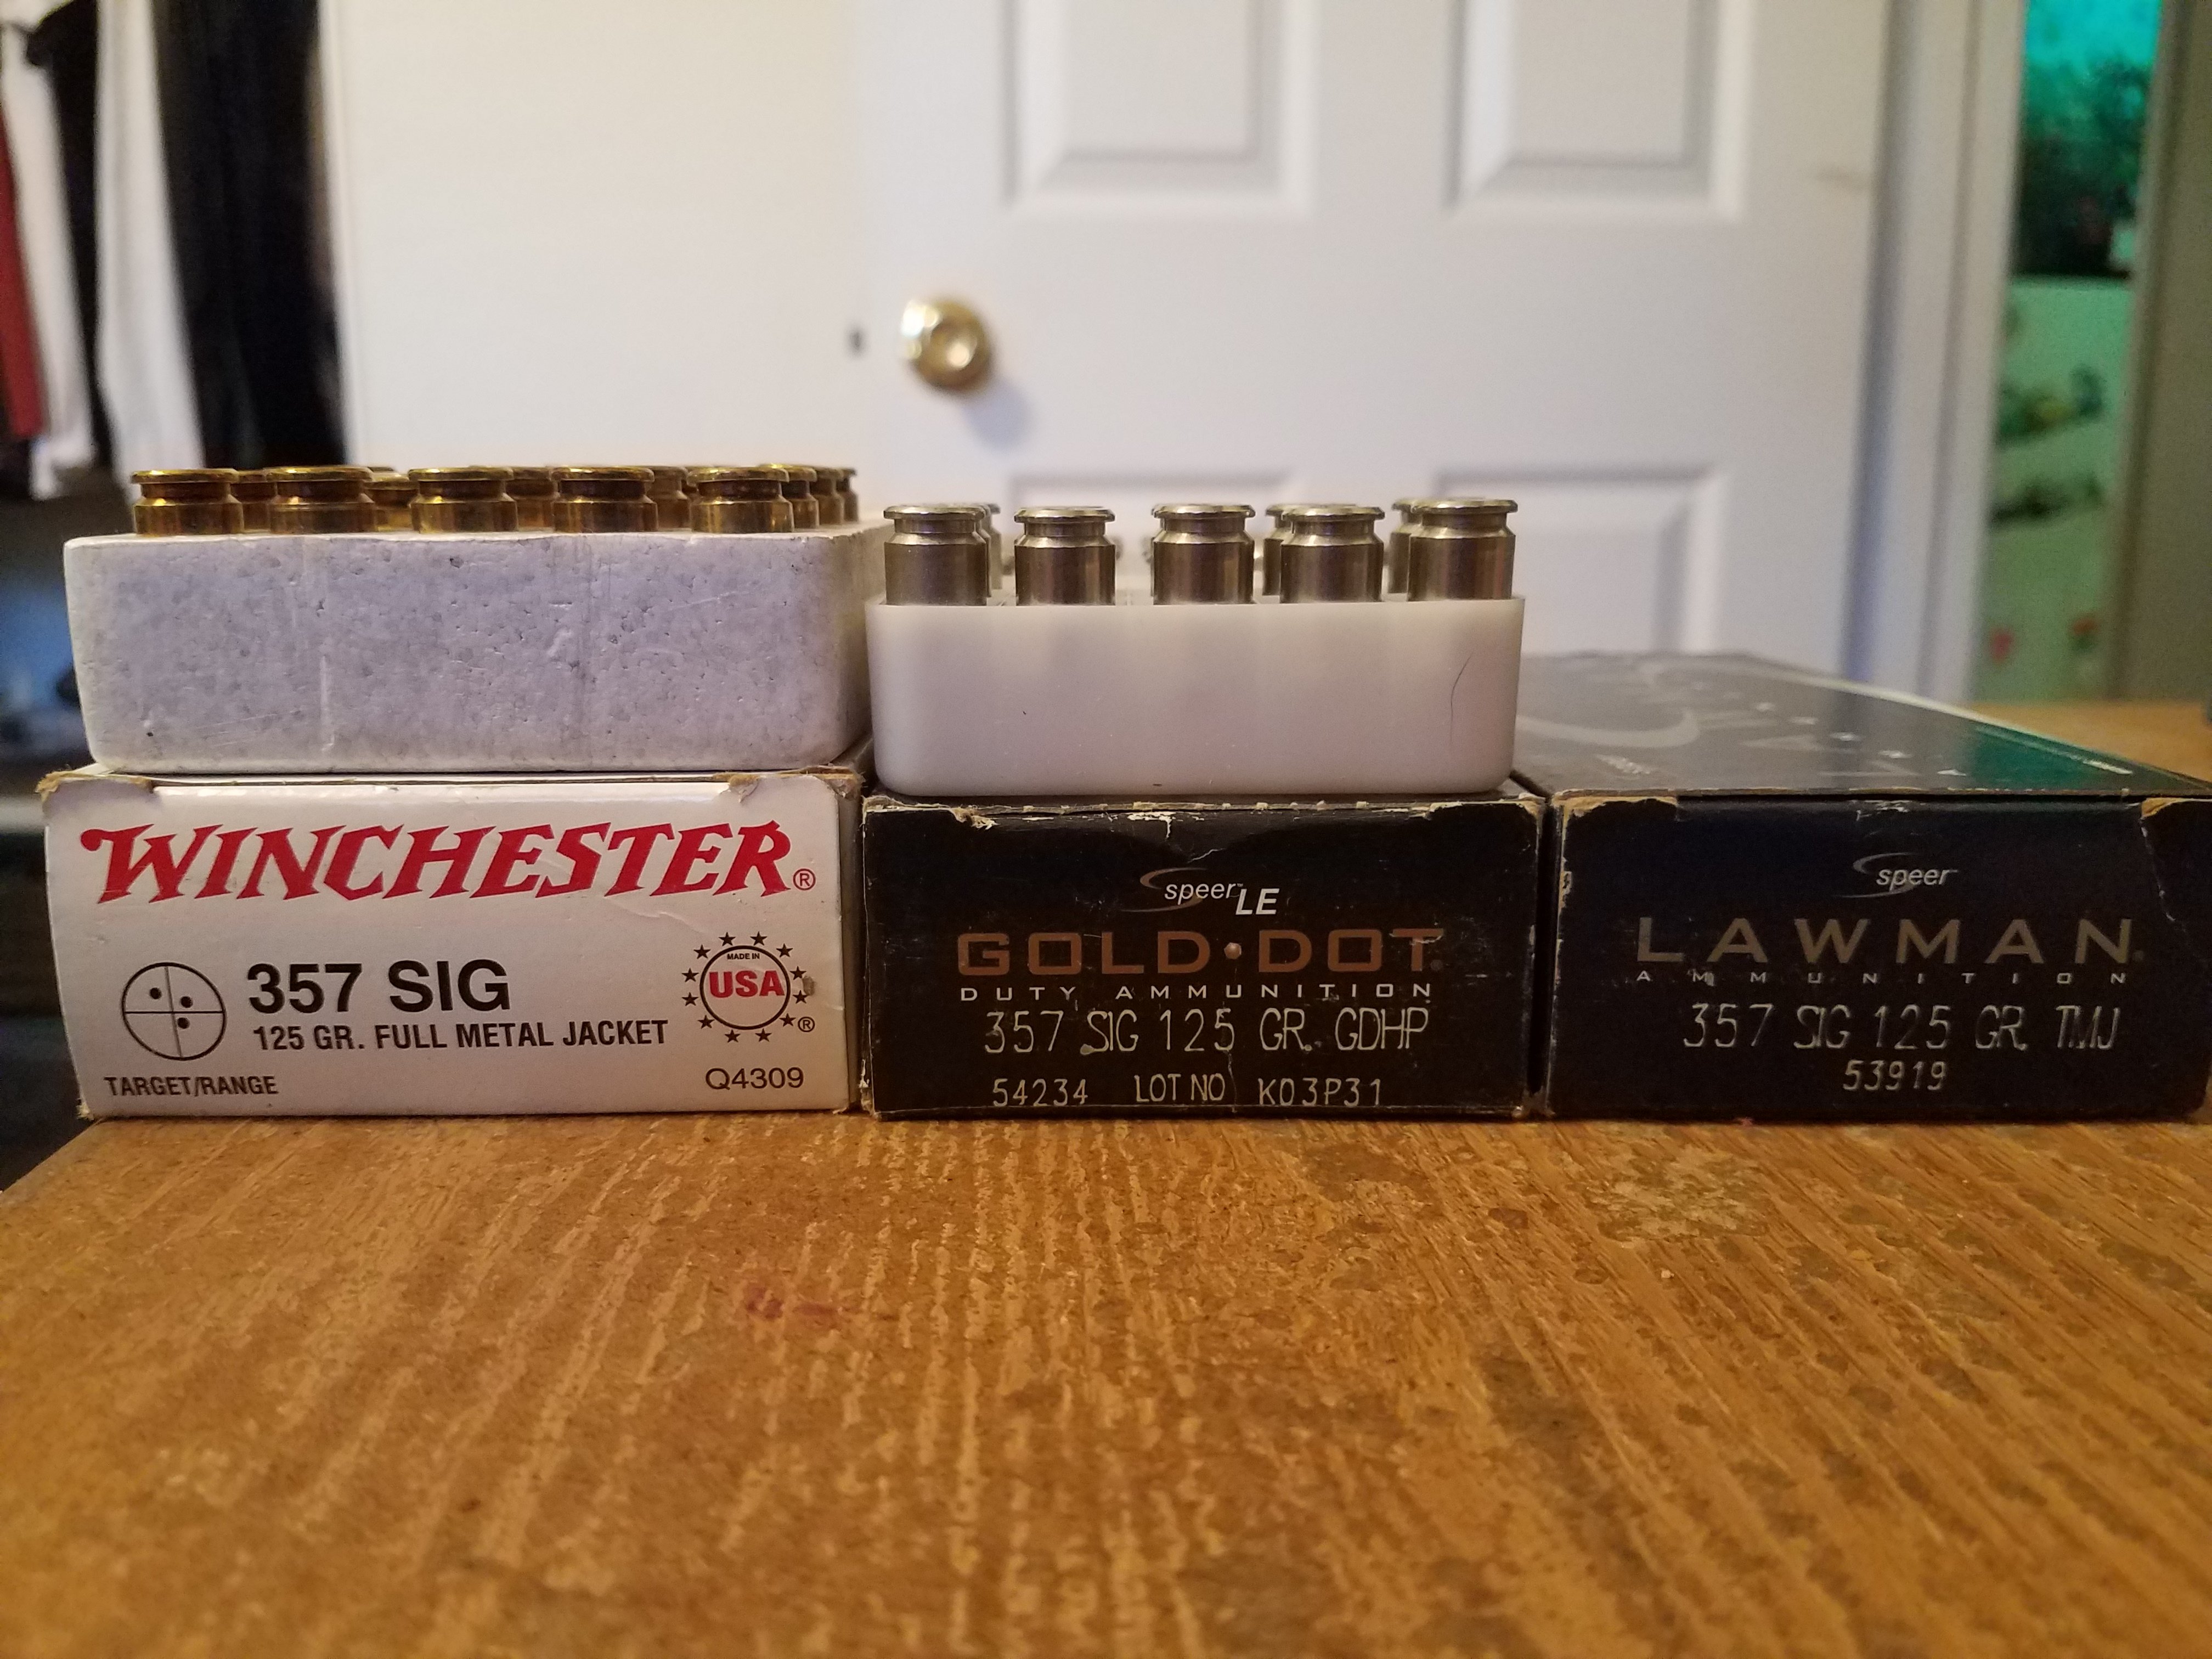 WINCHESTER®
357 SIG
125 GR. FULL METAL JACKET
MADE IN
USA
®
TARGET/RANGE
Q4309
speer LE
GOLD·DOT®
DUTY AMMUNITION
357 SIG 125 GR. GDHP
54234 LOT NO K03P31
speer
LAWMAN®
AMMUNITION
357 SIG 125 GR. TMJ
53919